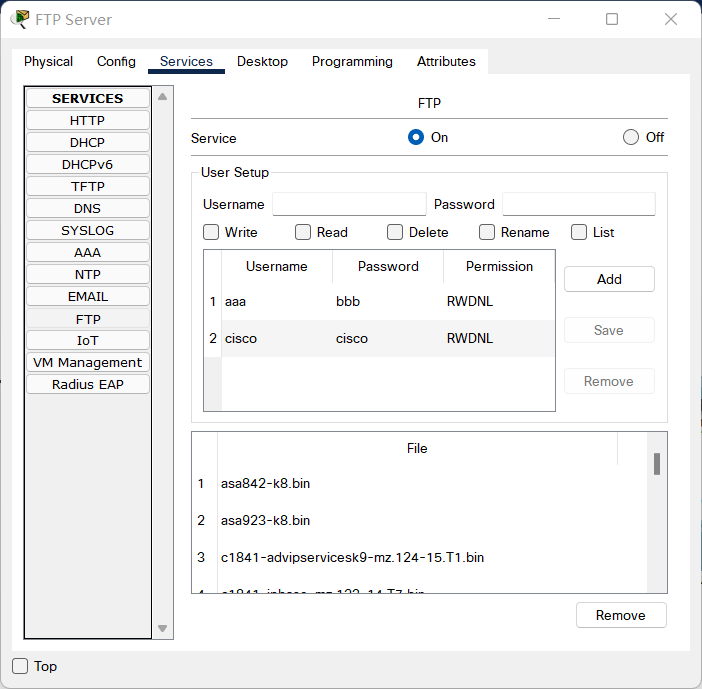 FTP Server
Physical Config Services Desktop Programming Attributes
SERVICES
HTTP
DHCP
DHCPv6
TFTP
DNS
SYSLOG
AAA
NTP
EMAIL
FTP
IoT
VM Management
Radius EAP
FTP
Service On Off
User Setup
Username Password
Write Read Delete Rename List
Username Password Permission
1 aaa bbb RWDNL
2 cisco cisco RWDNL
Add
Save
Remove
File
1 asa842-k8.bin
2 asa923-k8.bin
3 c1841-advipservicesk9-mz.124-15.T1.bin
Remove
Top